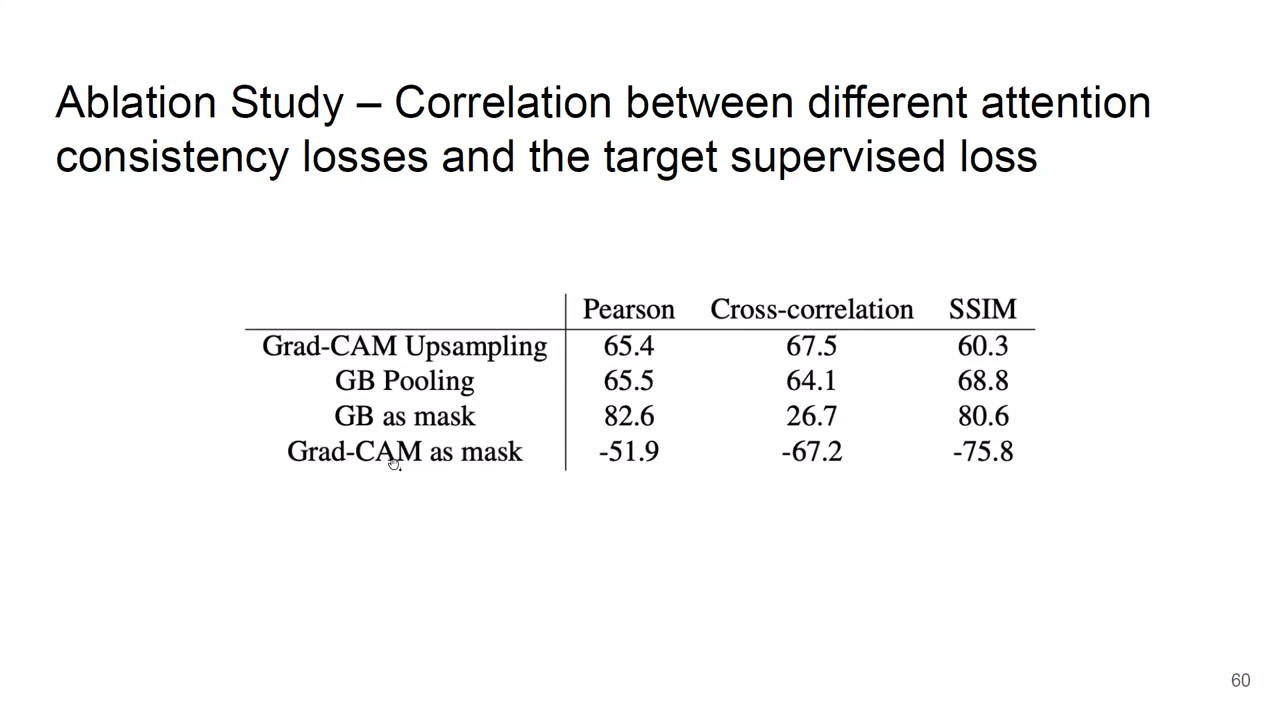 Ablation Study – Correlation between different attention
consistency losses and the target supervised loss
Pearson Cross-correlation SSIM
Grad-CAM Upsampling 65.4 67.5 60.3
GB Pooling 65.5 64.1 68.8
GB as mask 82.6 26.7 80.6
Grad-CAM as mask -51.9 -67.2 -75.8
60